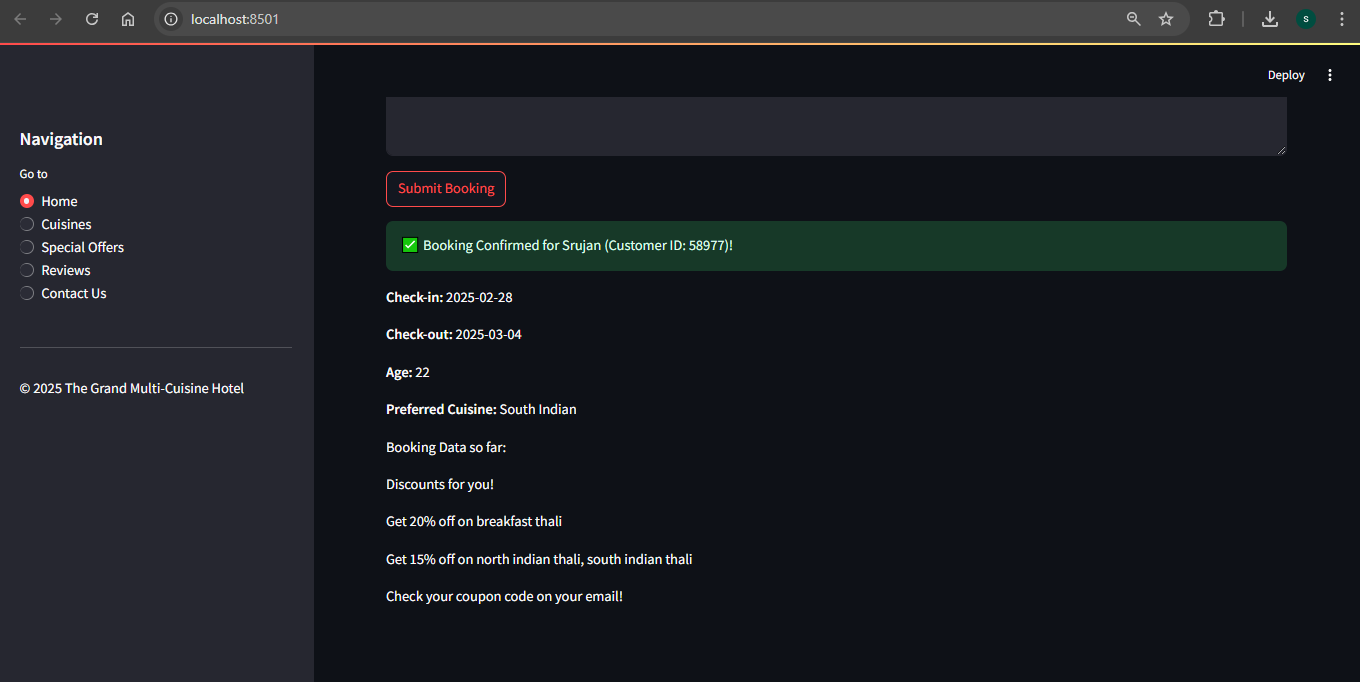 localhost:8501
s
Deploy
Navigation
Go to
Home
Cuisines
Special Offers
Reviews
Contact Us
© 2025 The Grand Multi-Cuisine Hotel
Submit Booking
✅ Booking Confirmed for Srujan (Customer ID: 58977)!
Check-in: 2025-02-28
Check-out: 2025-03-04
Age: 22
Preferred Cuisine: South Indian
Booking Data so far:
Discounts for you!
Get 20% off on breakfast thali
Get 15% off on north indian thali, south indian thali
Check your coupon code on your email!